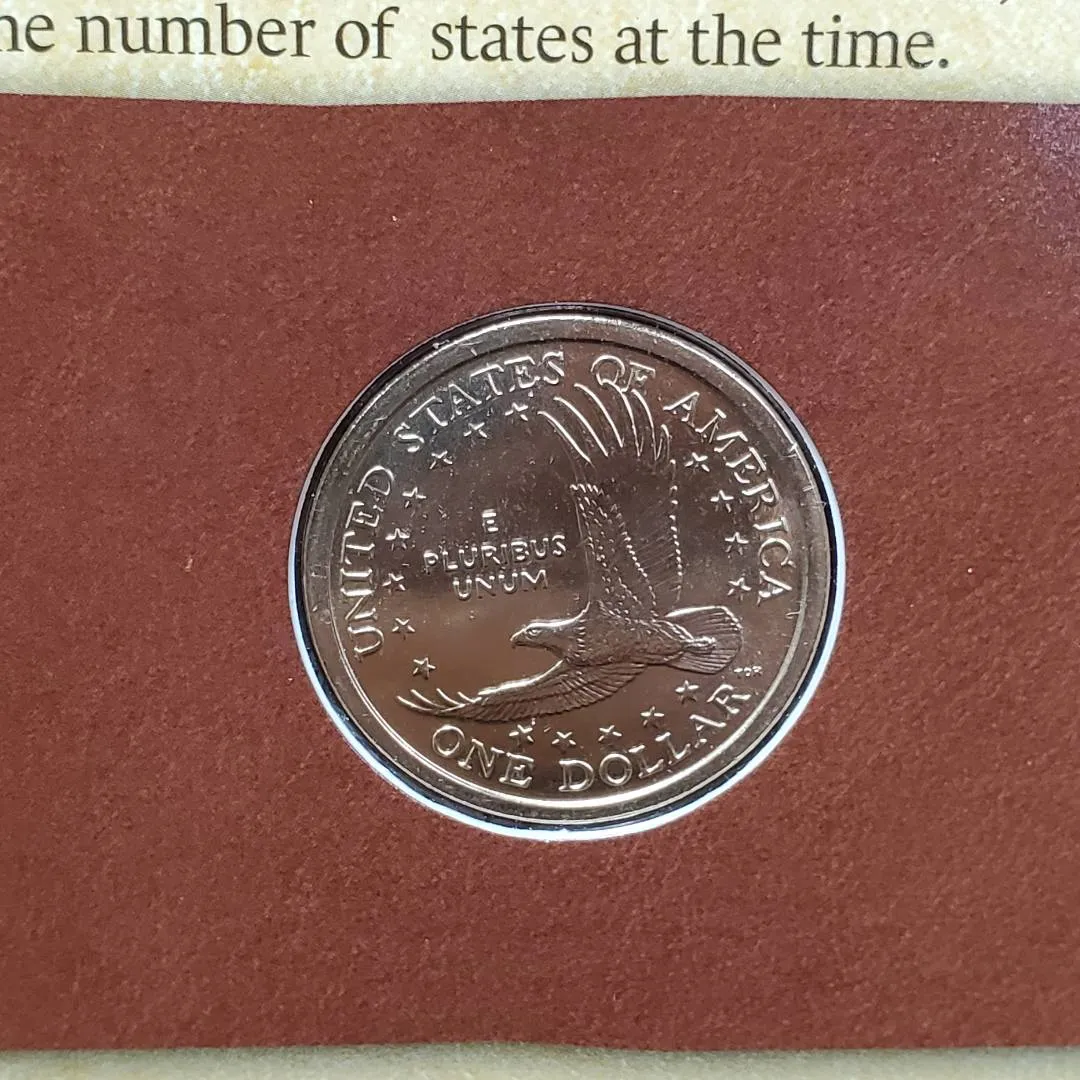 he number of states at the time.
UNITED STATES OF AMERICA
E
PLURIBUS
UNUM
ONE DOLLAR